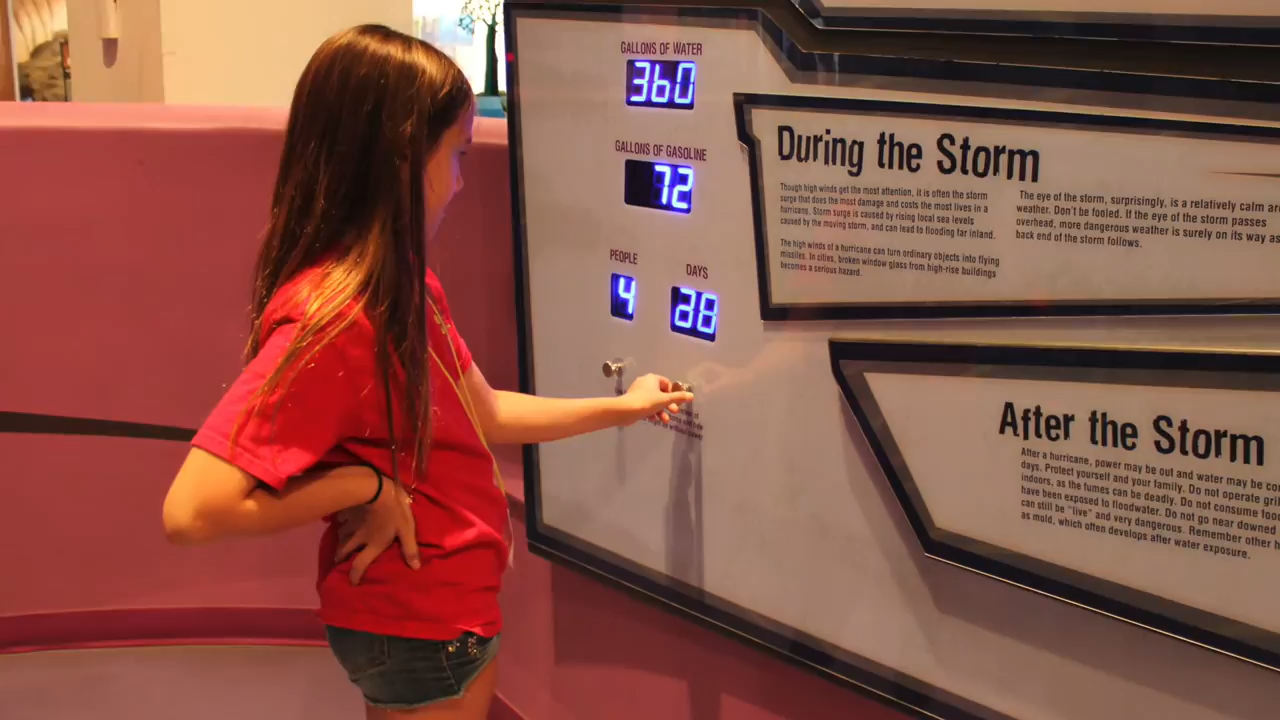 GALLONS OF WATER
360
GALLONS OF GASOLINE
72
PEOPLE
DAYS
4
During the Storm
Though high winds get the most attention, it is often the storm
surge that does the most damage and costs the most lives in a
hurricane. Storm surge is caused by rising local sea levels
caused by the moving storm, and can lead to flooding far inland.
The high winds of a hurricane can turn ordinary objects into flying
missiles. In cities, broken window glass from high-rise buildings
becomes a serious hazard.
The eye of the storm, surprisingly, is a relatively calm
weather. Don't be fooled. If the eye of the storm passes
overhead, more dangerous weather is surely on its way as
back end of the storm follows.
After the Storm
After a hurricane, power may be out and water may be
days. Protect yourself and your family. Do not operate
indoors, as the fumes can be deadly. Do not consume
have been exposed to floodwater. Do not go near downed
can still be "live" and very dangerous. Remember other
as mold, which often develops after water exposure.